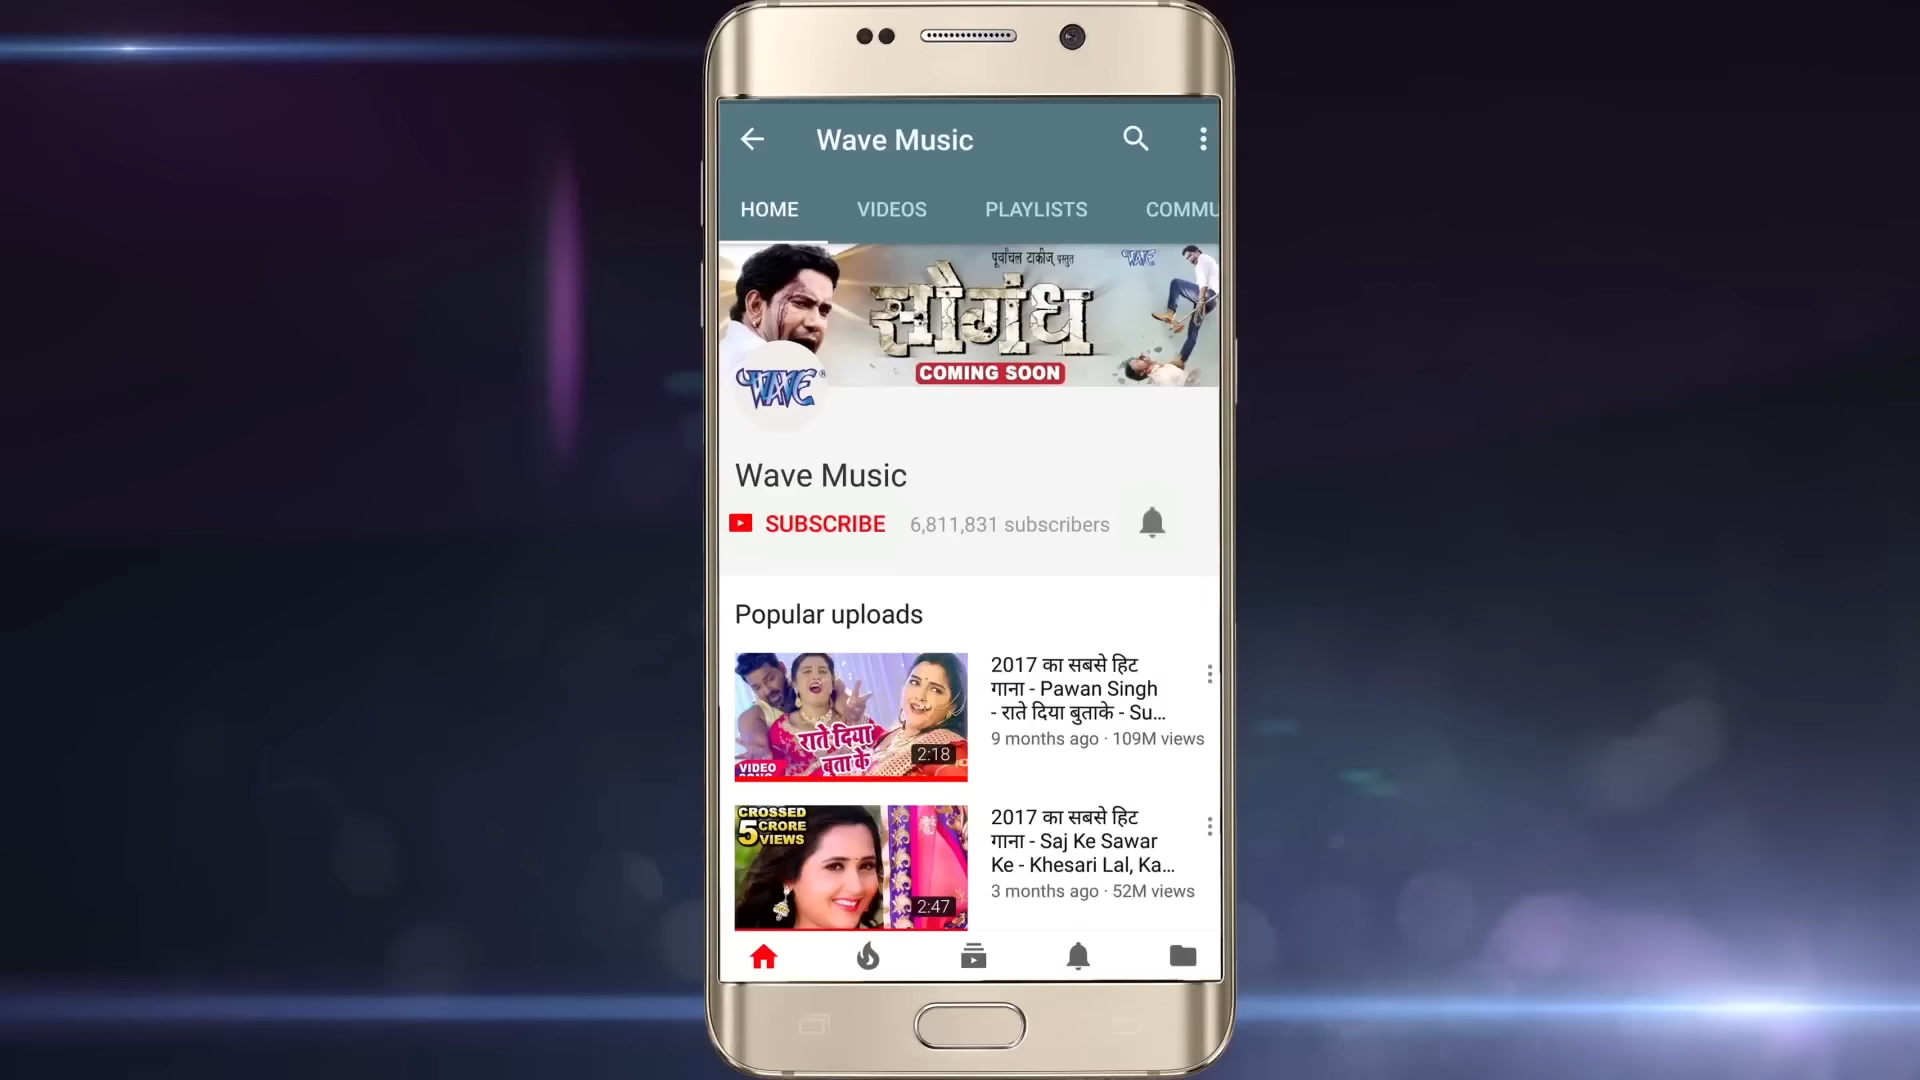 Wave Music
HOME VIDEOS PLAYLISTS COMMU
पूर्वांचल टाकीज् प्रस्तुत
WAVE
सौगंध
COMING SOON
WAVE®
Wave Music
SUBSCRIBE 6,811,831 subscribers
Popular uploads
राते दिया
बुता के
VIDEO
SONG
2:18
2017 का सबसे हिट
गाना - Pawan Singh
- राते दिया बुताके - Su...
9 months ago · 109M views
CROSSED
5 CRORE
VIEWS
2:47
2017 का सबसे हिट
गाना - Saj Ke Sawar
Ke - Khesari Lal, Ka...
3 months ago · 52M views